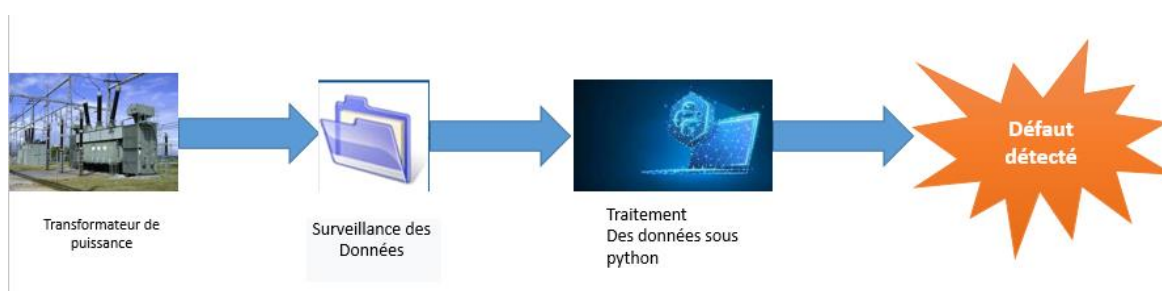 Transformateur de
puissance
Surveillance des
Données
Traitement
Des données sous
python
Défaut
détecté